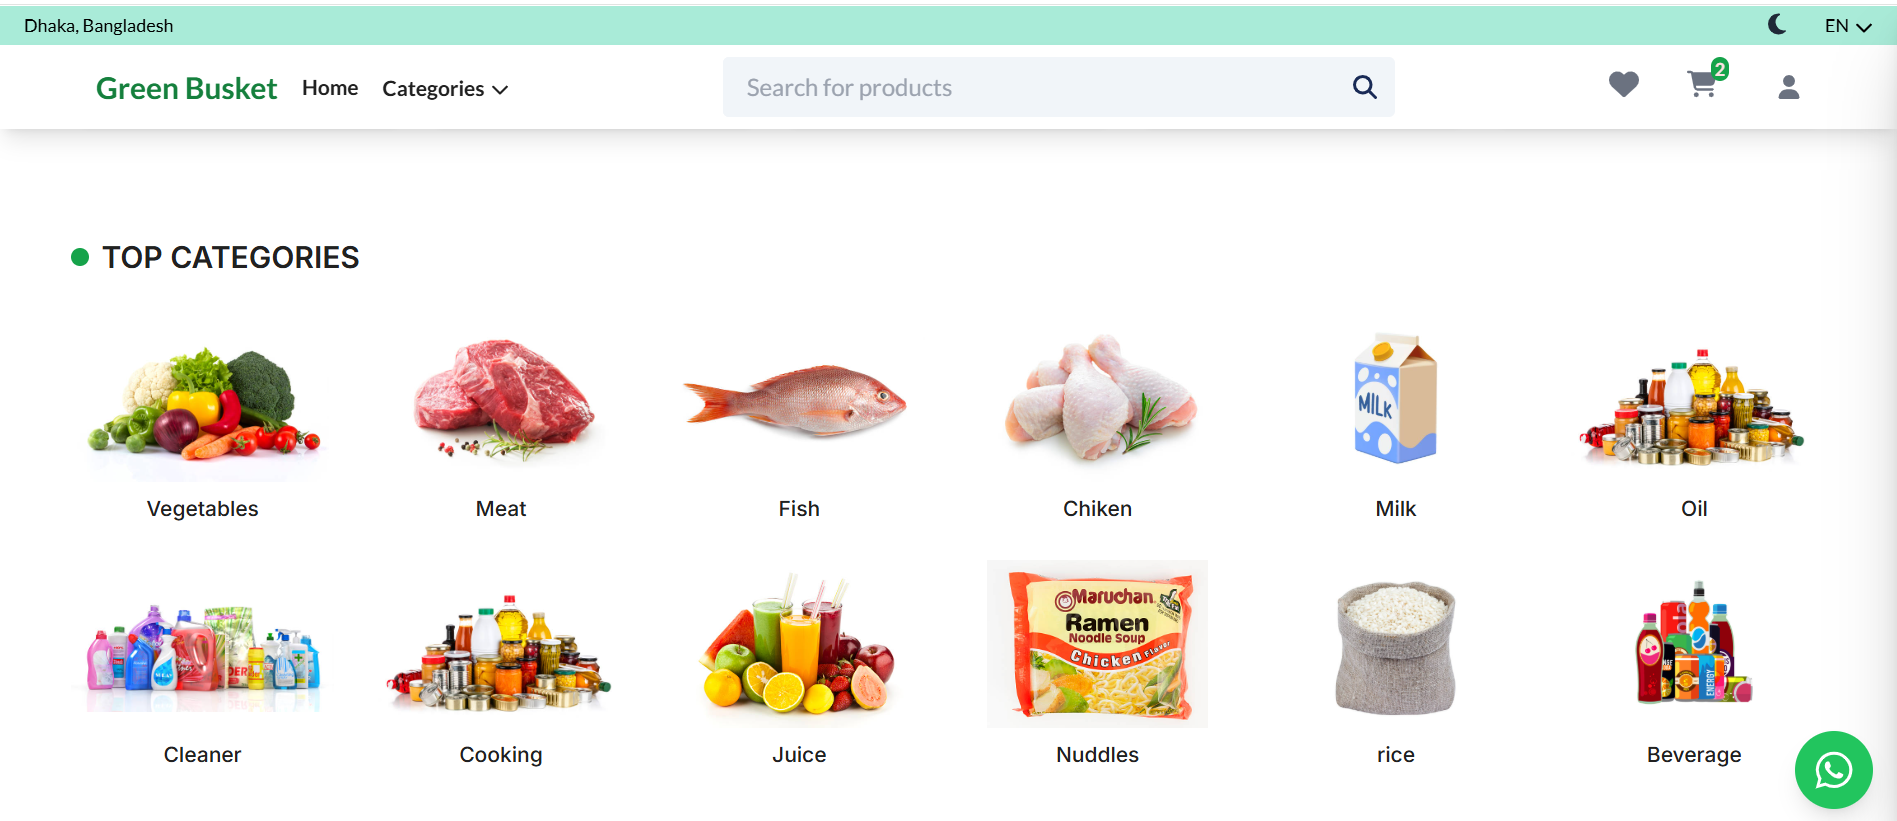 Dhaka, Bangladesh
EN
Green Busket Home Categories
Search for products
2
TOP CATEGORIES
MILK
Vegetables Meat Fish Chiken Milk Oil
Maruchan
Ramen
Noodle Soup
Chicken Flavor
ENERGY
Cleaner Cooking Juice Nuddles rice Beverage